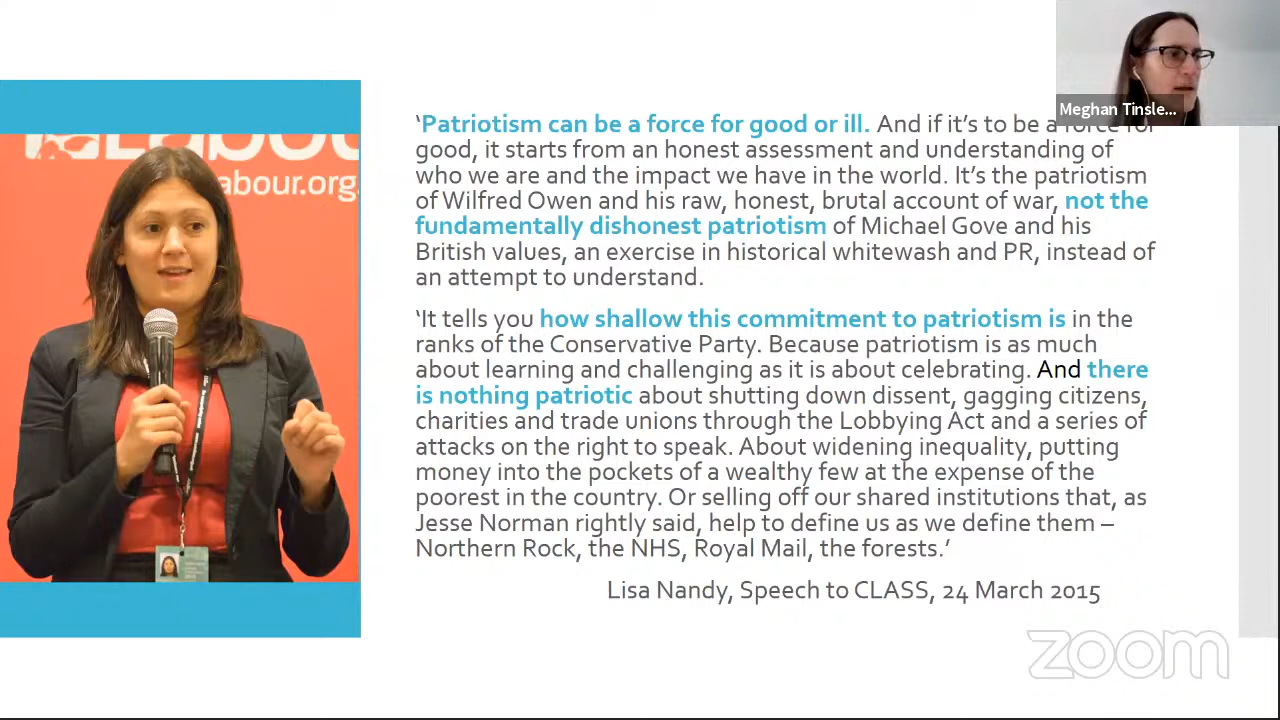 Labour
labour.org.
Meghan Tinsle...
‘Patriotism can be a force for good or ill. And if it’s to be a force for
good, it starts from an honest assessment and understanding of
who we are and the impact we have in the world. It’s the patriotism
of Wilfred Owen and his raw, honest, brutal account of war, not the
fundamentally dishonest patriotism of Michael Gove and his
British values, an exercise in historical whitewash and PR, instead of
an attempt to understand.
‘It tells you how shallow this commitment to patriotism is in the
ranks of the Conservative Party. Because patriotism is as much
about learning and challenging as it is about celebrating. And there
is nothing patriotic about shutting down dissent, gagging citizens,
charities and trade unions through the Lobbying Act and a series of
attacks on the right to speak. About widening inequality, putting
money into the pockets of a wealthy few at the expense of the
poorest in the country. Or selling off our shared institutions that, as
Jesse Norman rightly said, help to define us as we define them –
Northern Rock, the NHS, Royal Mail, the forests.’
Lisa Nandy, Speech to CLASS, 24 March 2015
zoom